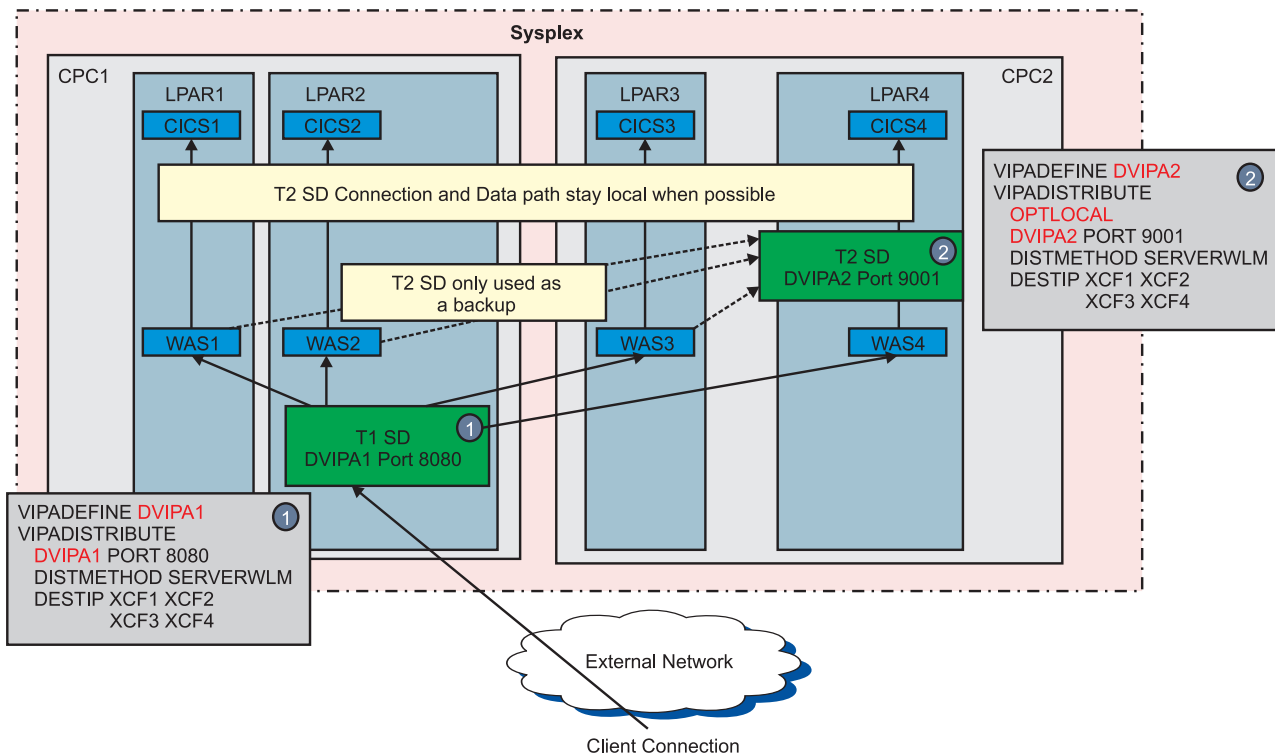 Sysplex
CPC1
CPC2
LPAR1
LPAR2
LPAR3
LPAR4
CICS1
CICS2
CICS3
CICS4
T2 SD Connection and Data path stay local when possible
VIPADEFINE DVIPA2
2
VIPADISTRIBUTE
OPTLOCAL
DVIPA2 PORT 9001
DISTMETHOD SERVERWLM
DESTIP XCF1 XCF2
XCF3 XCF4
T2 SD
2
DVIPA2 Port 9001
T2 SD only used as
a backup
WAS1
WAS2
WAS3
WAS4
T1 SD
1
DVIPA1 Port 8080
VIPADEFINE DVIPA1
1
VIPADISTRIBUTE
DVIPA1 PORT 8080
DISTMETHOD SERVERWLM
DESTIP XCF1 XCF2
XCF3 XCF4
External Network
Client Connection